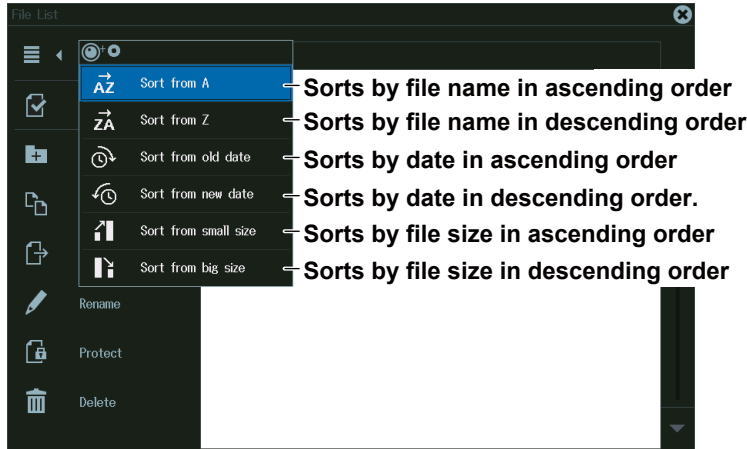 File List
Sort from A
Sorts by file name in ascending order
Sort from Z
Sorts by file name in descending order
Sort from old date
Sorts by date in ascending order
Sort from new date
Sorts by date in descending order.
Sort from small size
Sorts by file size in ascending order
Sort from big size
Sorts by file size in descending order
Rename
Protect
Delete